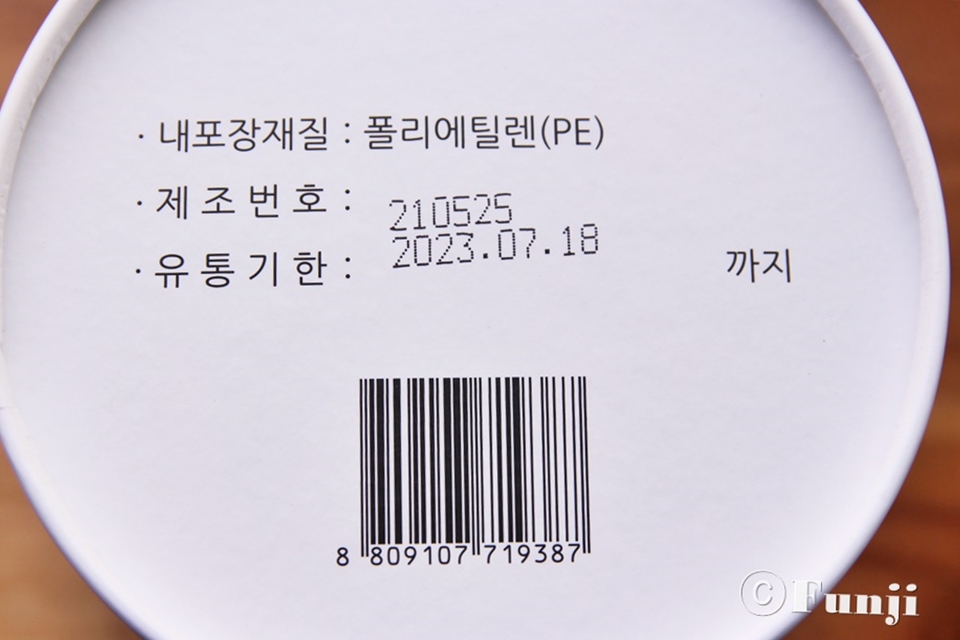 · 내포장재질 : 폴리에틸렌(PE)
· 제조번호 : 210525
· 유통기한 : 2023.07.18 까지
8 809107 719387
©Funji